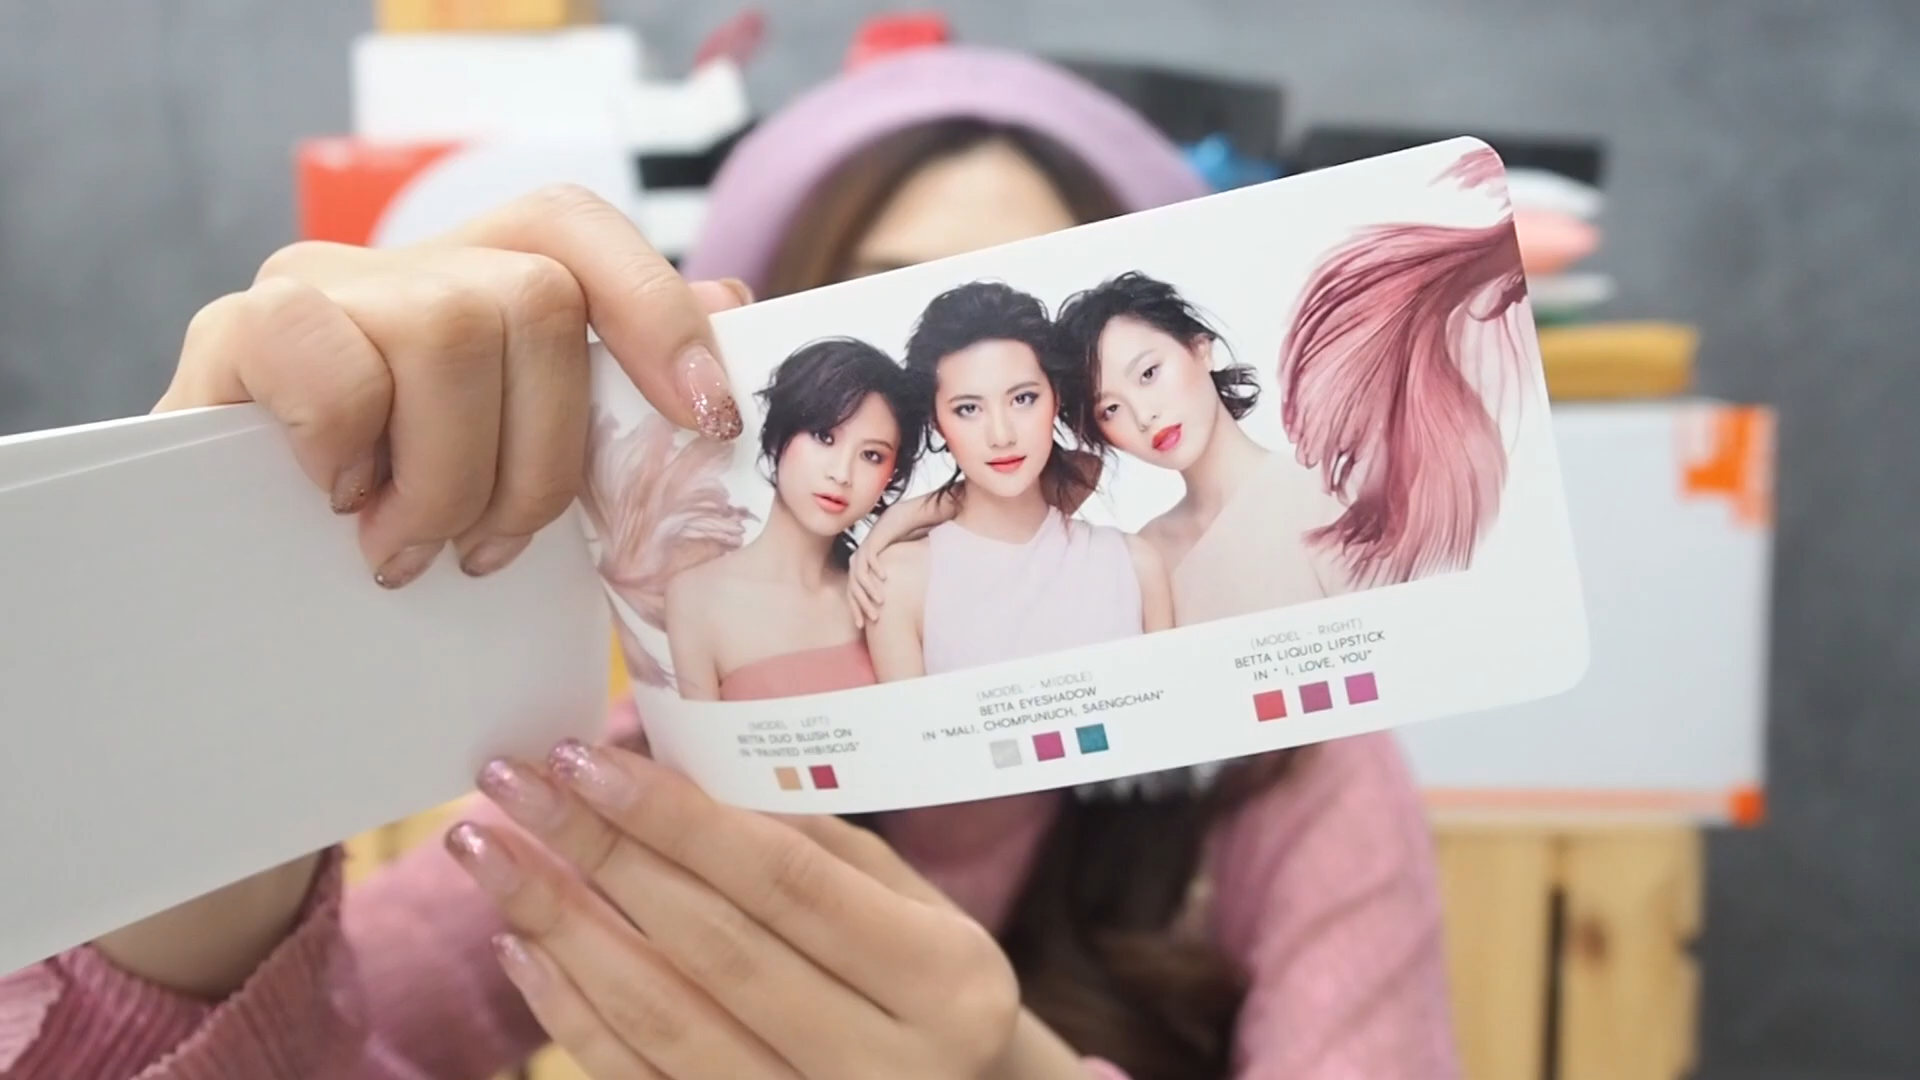 (MODEL - LEFT)
BETTA DUO BLUSH ON
IN "PAINTED HIBISCUS"
(MODEL - MIDDLE)
BETTA EYESHADOW
IN "MALI, CHOMPUNUCH, SAENGCHAN"
(MODEL - RIGHT)
BETTA LIQUID LIPSTICK
IN " I, LOVE, YOU"